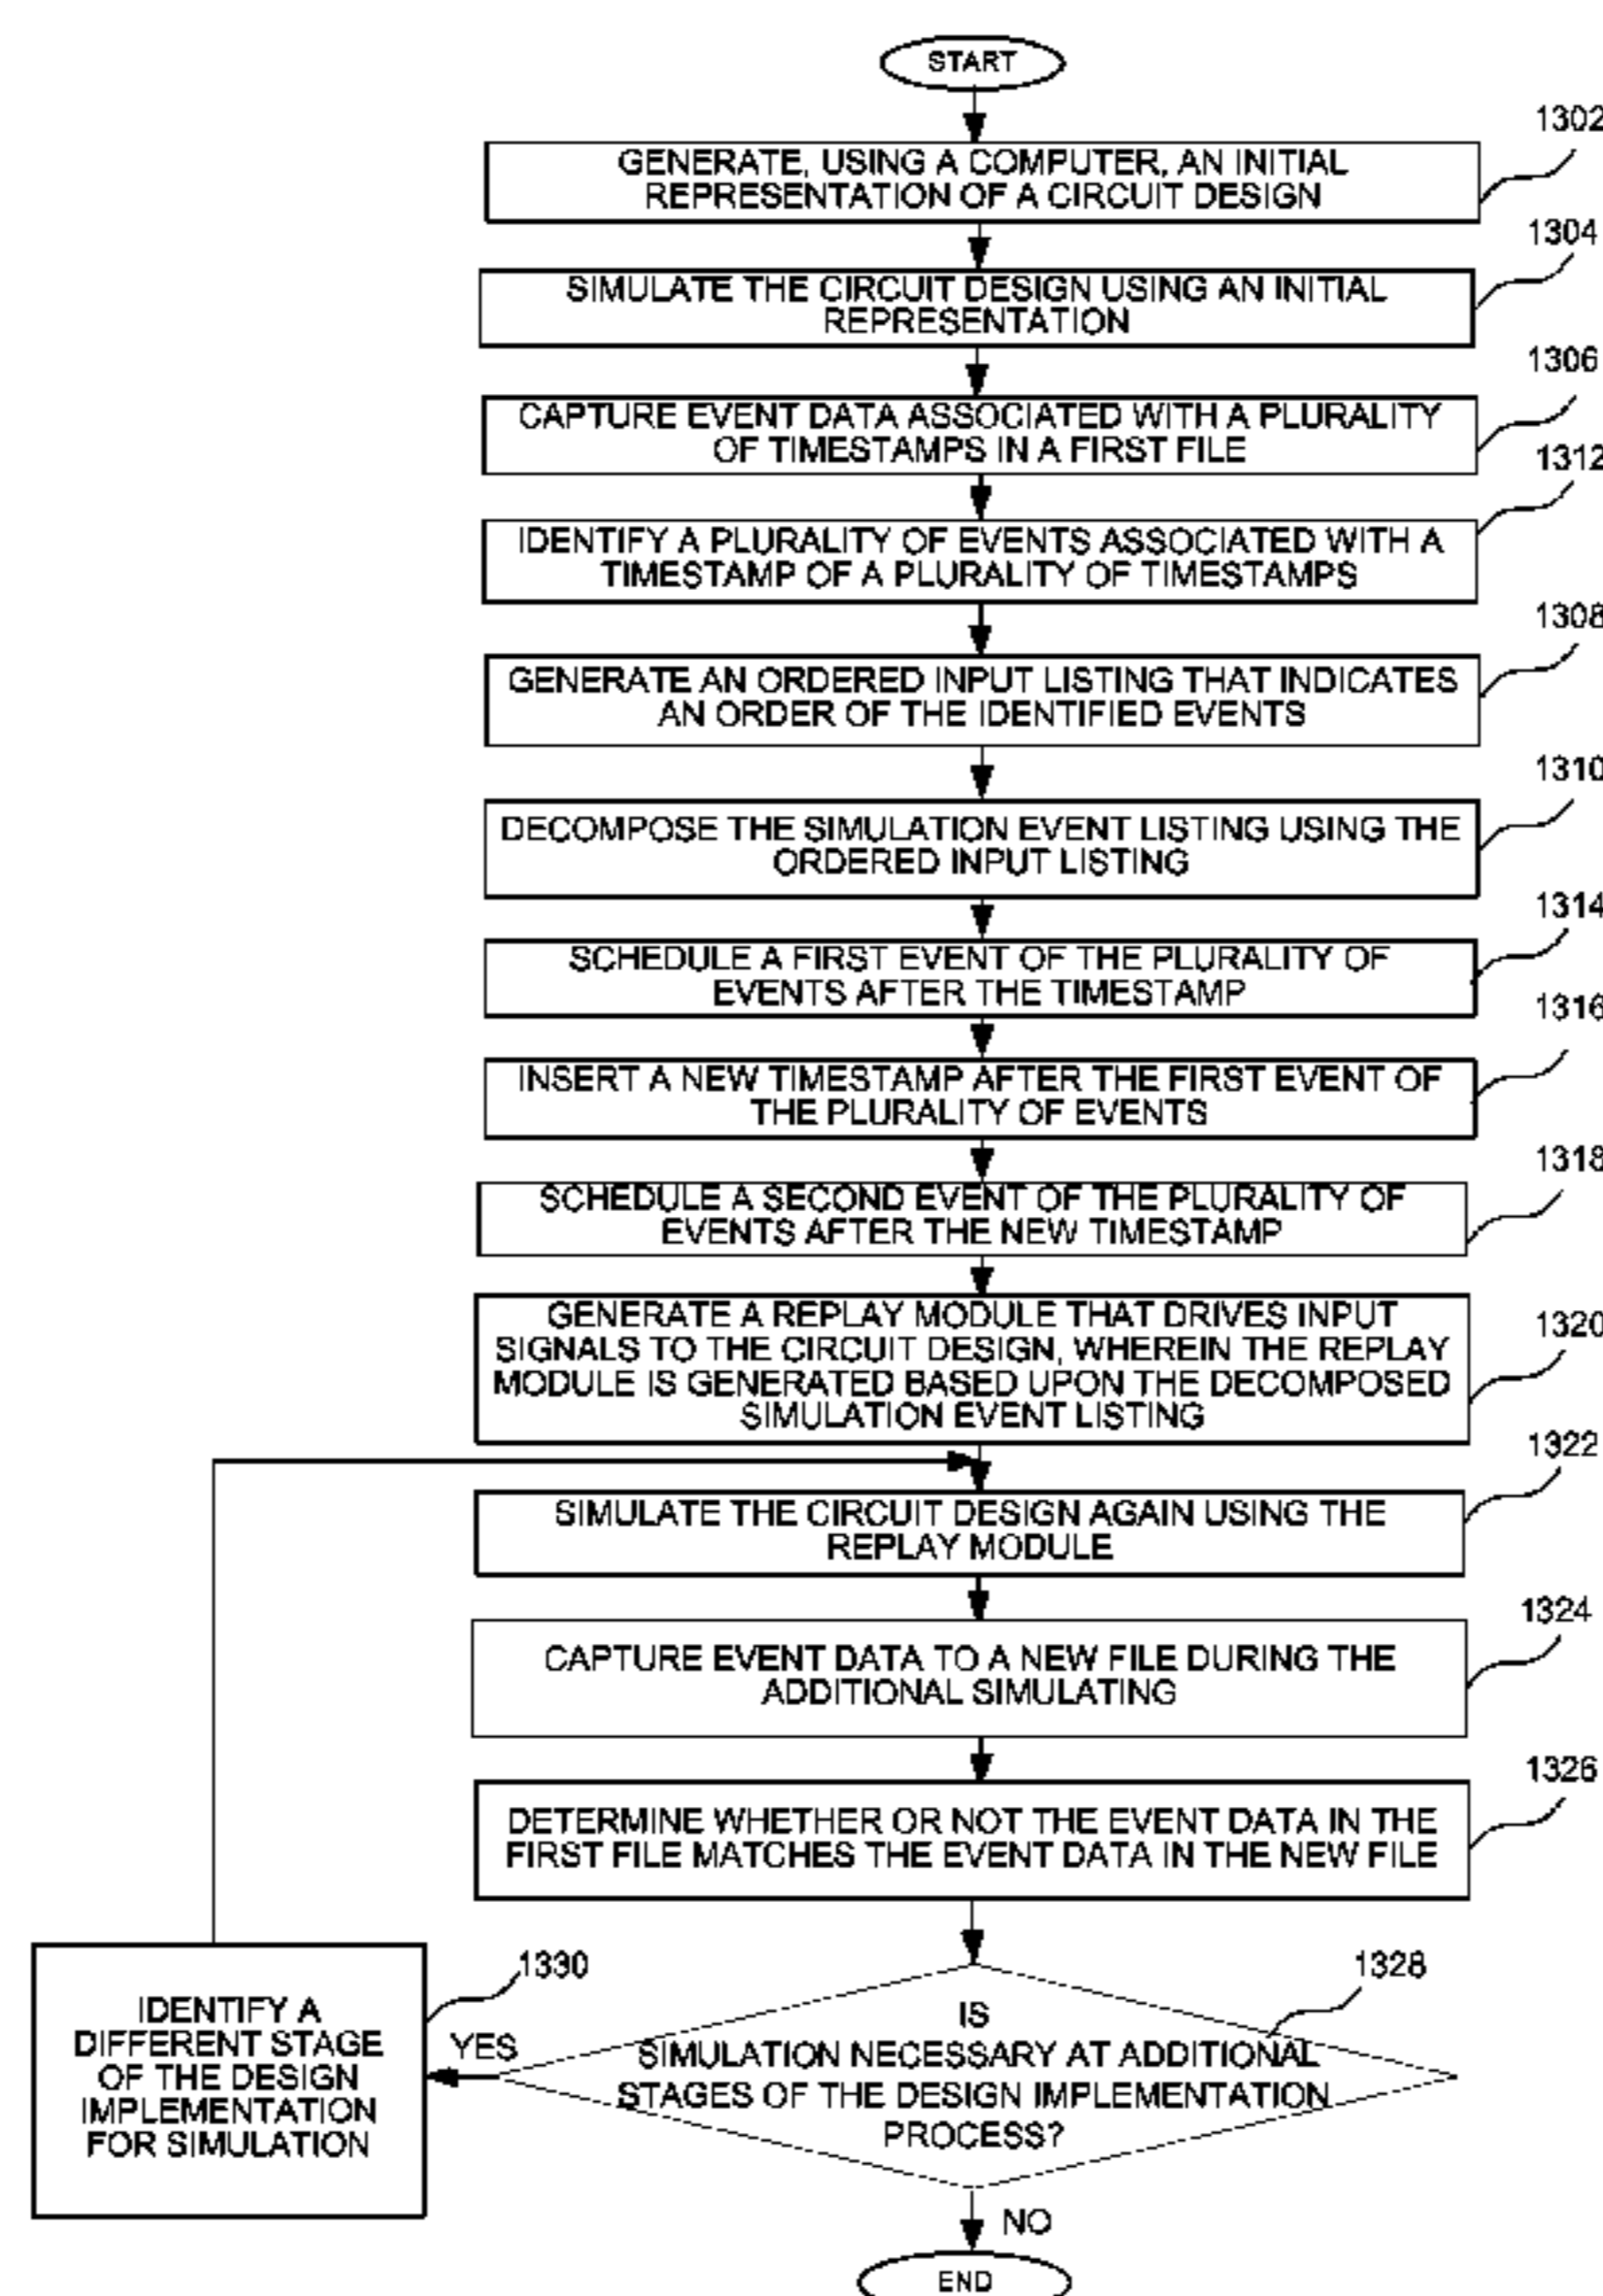 START
1302
GENERATE, USING A COMPUTER, AN INITIAL
REPRESENTATION OF A CIRCUIT DESIGN
1304
SIMULATE THE CIRCUIT DESIGN USING AN INITIAL
REPRESENTATION
1306
CAPTURE EVENT DATA ASSOCIATED WITH A PLURALITY
OF TIMESTAMPS IN A FIRST FILE
1312
IDENTIFY A PLURALITY OF EVENTS ASSOCIATED WITH A
TIMESTAMP OF A PLURALITY OF TIMESTAMPS
1308
GENERATE AN ORDERED INPUT LISTING THAT INDICATES
AN ORDER OF THE IDENTIFIED EVENTS
1310
DECOMPOSE THE SIMULATION EVENT LISTING USING THE
ORDERED INPUT LISTING
1314
SCHEDULE A FIRST EVENT OF THE PLURALITY OF
EVENTS AFTER THE TIMESTAMP
1316
INSERT A NEW TIMESTAMP AFTER THE FIRST EVENT OF
THE PLURALITY OF EVENTS
1318
SCHEDULE A SECOND EVENT OF THE PLURALITY OF
EVENTS AFTER THE NEW TIMESTAMP
1320
GENERATE A REPLAY MODULE THAT DRIVES INPUT
SIGNALS TO THE CIRCUIT DESIGN, WHEREIN THE REPLAY
MODULE IS GENERATED BASED UPON THE DECOMPOSED
SIMULATION EVENT LISTING
1322
SIMULATE THE CIRCUIT DESIGN AGAIN USING THE
REPLAY MODULE
1324
CAPTURE EVENT DATA TO A NEW FILE DURING THE
ADDITIONAL SIMULATING
1326
DETERMINE WHETHER OR NOT THE EVENT DATA IN THE
FIRST FILE MATCHES THE EVENT DATA IN THE NEW FILE
1328
IS
SIMULATION NECESSARY AT ADDITIONAL
STAGES OF THE DESIGN IMPLEMENTATION
PROCESS?
YES
1330
IDENTIFY A
DIFFERENT STAGE
OF THE DESIGN
IMPLEMENTATION
FOR SIMULATION
NO
END